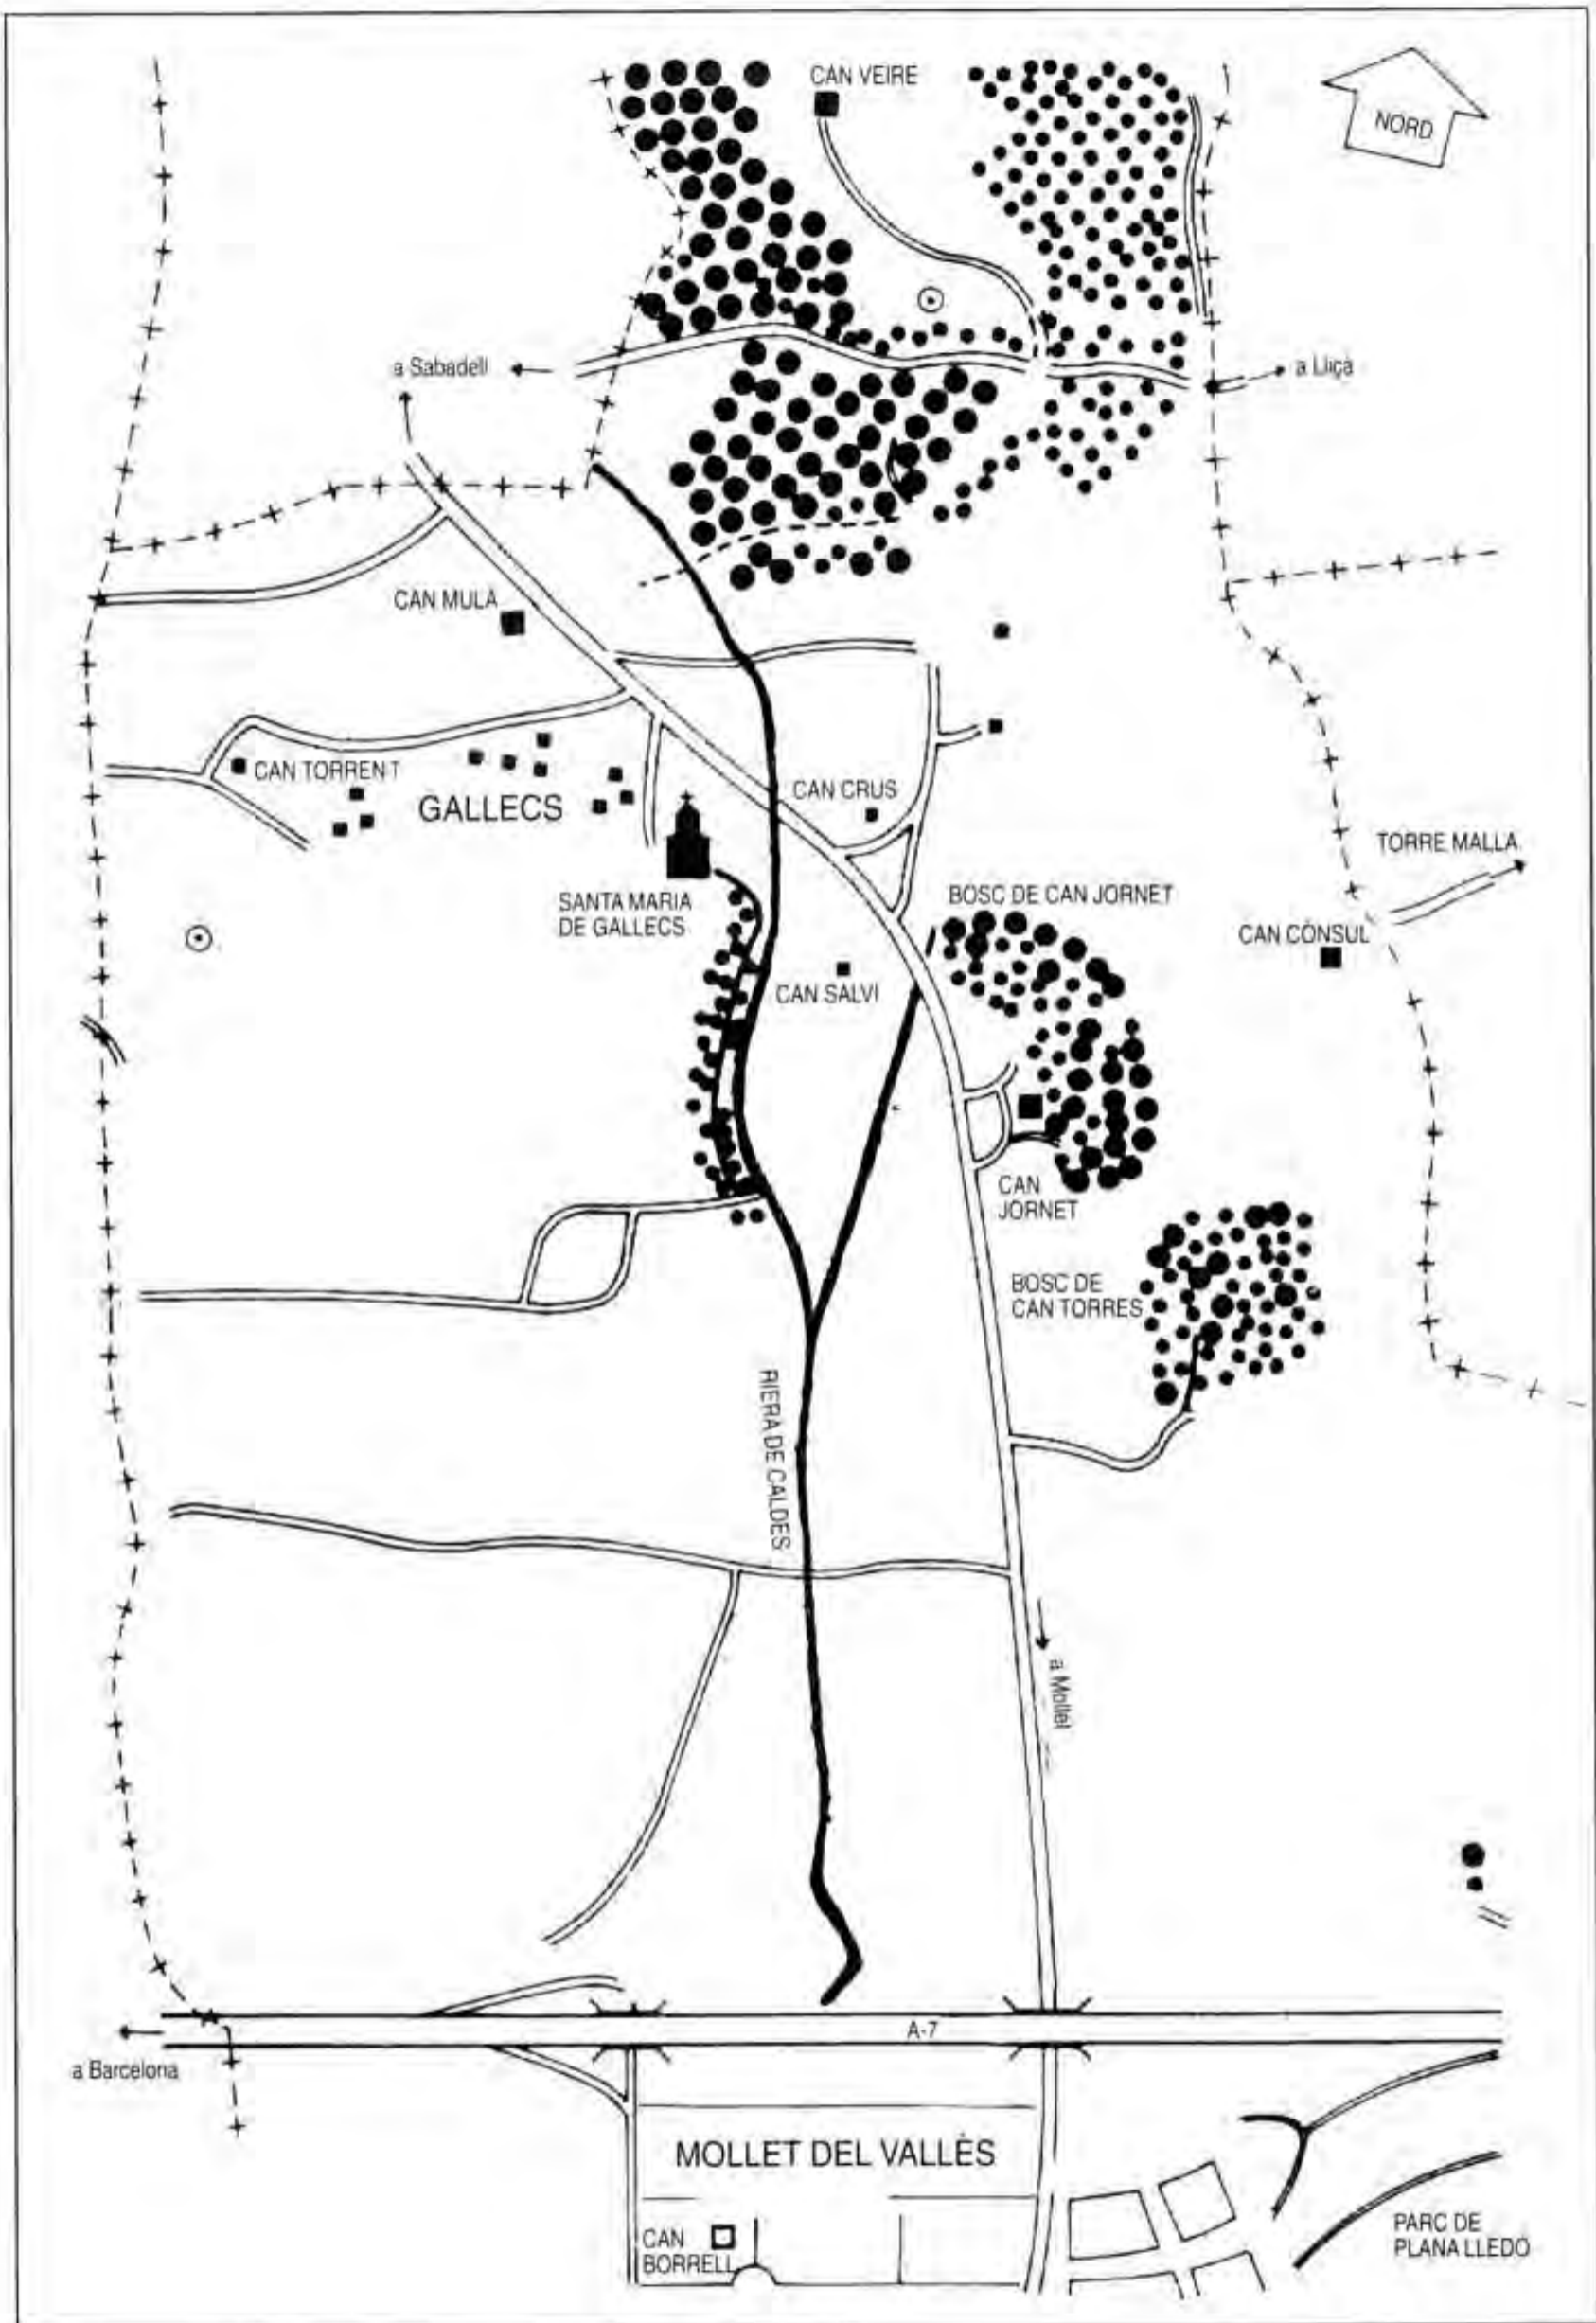 CAN VEIRE
NORD
a Sabadell
a Lliçà
CAN MULÀ
CAN TORRENT
GALLECS
CAN CRUS
TORRE MALLA
SANTA MARIA
DE GALLECS
BOSC DE CAN JORNET
CAN CÒNSUL
CAN SALVI
CAN
JORNET
BOSC DE
CAN TORRES
RIERA DE CALDES
a Mollet
A-7
a Barcelona
MOLLET DEL VALLÈS
CAN
BORRELL
PARC DE
PLANA LLEDÓ